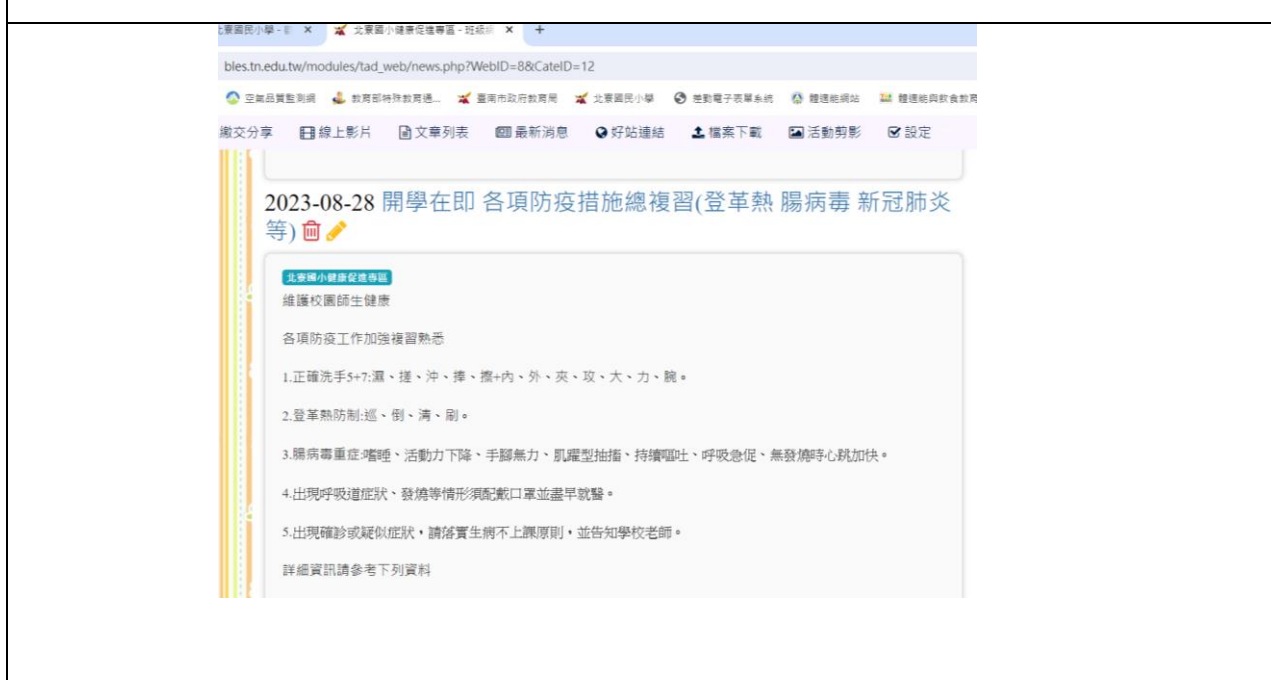 北寮國小健康促進專區 - 班級網
bles.tn.edu.tw/modules/tad_web/news.php?WebID=8&CateID=12
空氣品質監測網 教育部特殊教育通... 臺南市政府教育局 北寮國民小學 差勤電子表單系統 體適能網站 體適能與飲食教育
繳交分享 線上影片 文章列表 最新消息 好站連結 檔案下載 活動剪影 設定
2023-08-28 開學在即 各項防疫措施總複習(登革熱 腸病毒 新冠肺炎
等)
北寮國小健康促進專區
維護校園師生健康
各項防疫工作加強複習熟悉
1.正確洗手5+7:濕、搓、沖、捧、擦+內、外、夾、攻、大、力、腕。
2.登革熱防制:巡、倒、清、刷。
3.腸病毒重症:嗜睡、活動力下降、手腳無力、肌躍型抽搐、持續嘔吐、呼吸急促、無發燒時心跳加快。
4.出現呼吸道症狀、發燒等情形須配戴口罩並盡早就醫。
5.出現確診或疑似症狀，請落實生病不上課原則，並告知學校老師。
詳細資訊請參考下列資料